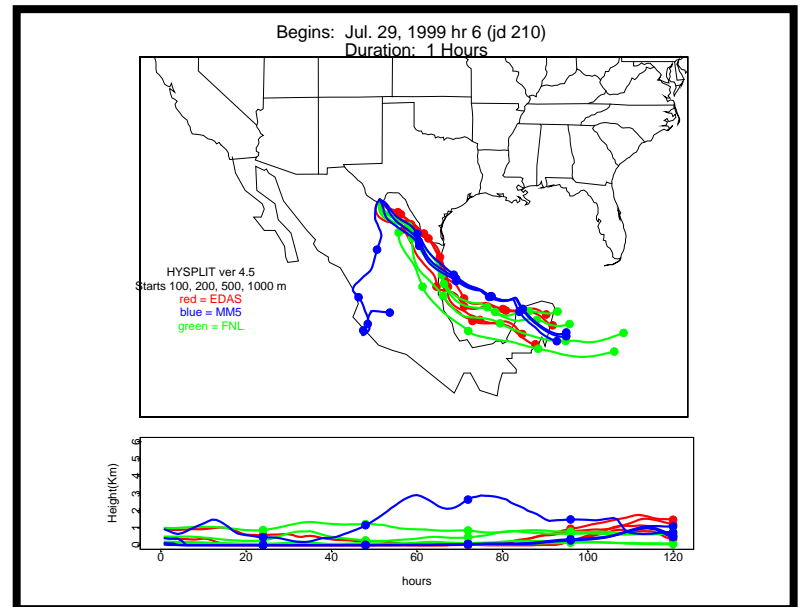 Begins:  Jul. 29, 1999 hr 6 (jd 210)
Duration:  1 Hours
HYSPLIT ver 4.5
Starts 100, 200, 500, 1000 m
red = EDAS
blue = MM5
green = FNL
Height(Km)
6
5
4
3
2
1
0
0 20 40 60 80 100 120
hours